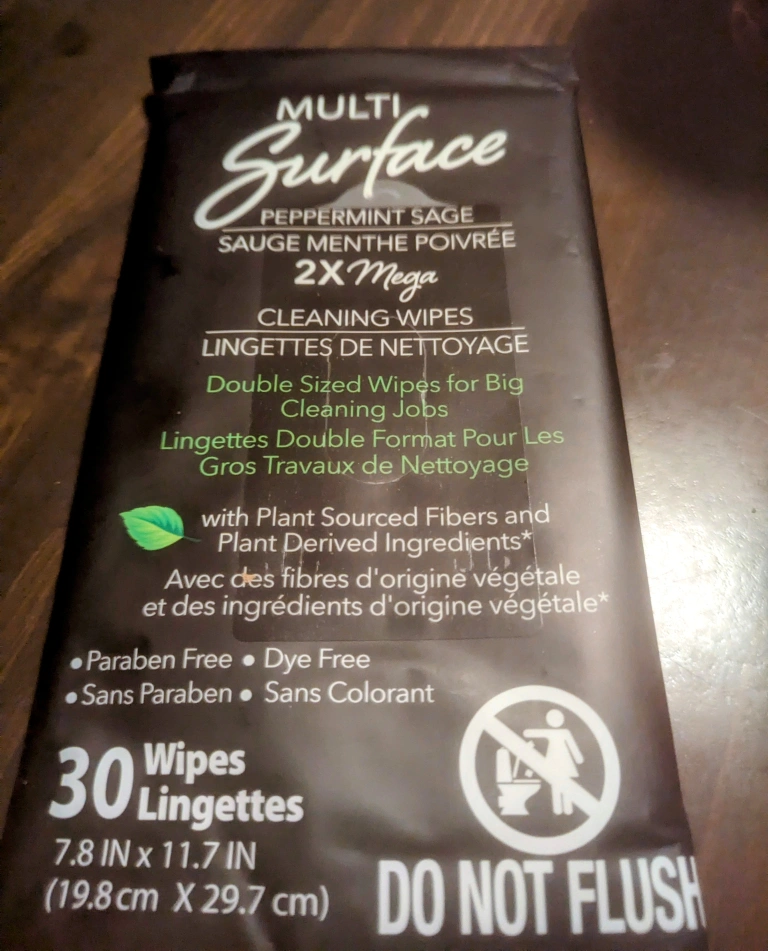 MULTI
Surface
PEPPERMINT SAGE
SAUGE MENTHE POIVRÉE
2X Mega
CLEANING WIPES
LINGETTES DE NETTOYAGE
Double Sized Wipes for Big
Cleaning Jobs
Lingettes Double Format Pour Les
Gros Travaux de Nettoyage
with Plant Sourced Fibers and
Plant Derived Ingredients*
Avec des fibres d'origine végétale
et des ingrédients d'origine végétale*
• Paraben Free • Dye Free
• Sans Paraben • Sans Colorant
30 Wipes
Lingettes
7.8 IN x 11.7 IN
(19.8 cm X 29.7 cm)
DO NOT FLUSH